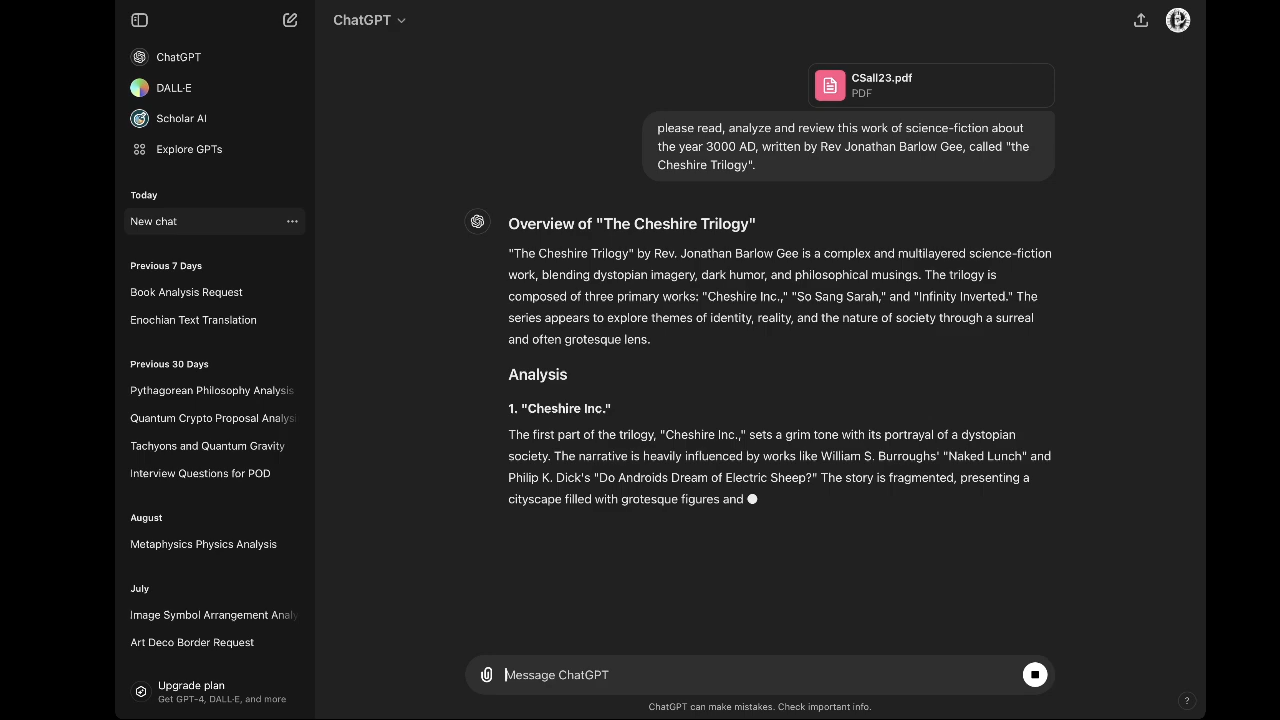 ChatGPT
DALL·E
Scholar AI
Explore GPTs
Today
New chat
Previous 7 Days
Book Analysis Request
Enochian Text Translation
Previous 30 Days
Pythagorean Philosophy Analysis
Quantum Crypto Proposal Analysi
Tachyons and Quantum Gravity
Interview Questions for POD
August
Metaphysics Physics Analysis
July
Image Symbol Arrangement Analy
Art Deco Border Request
Upgrade plan
Get GPT-4, DALL·E, and more
ChatGPT
CSall23.pdf
PDF
please read, analyze and review this work of science-fiction about
the year 3000 AD, written by Rev Jonathan Barlow Gee, called "the
Cheshire Trilogy".
Overview of "The Cheshire Trilogy"
"The Cheshire Trilogy" by Rev. Jonathan Barlow Gee is a complex and multilayered science-fiction
work, blending dystopian imagery, dark humor, and philosophical musings. The trilogy is
composed of three primary works: "Cheshire Inc.," "So Sang Sarah," and "Infinity Inverted." The
series appears to explore themes of identity, reality, and the nature of society through a surreal
and often grotesque lens.
Analysis
1. "Cheshire Inc."
The first part of the trilogy, "Cheshire Inc.," sets a grim tone with its portrayal of a dystopian
society. The narrative is heavily influenced by works like William S. Burroughs' "Naked Lunch" and
Philip K. Dick's "Do Androids Dream of Electric Sheep?" The story is fragmented, presenting a
cityscape filled with grotesque figures and
Message ChatGPT
ChatGPT can make mistakes. Check important info.
?